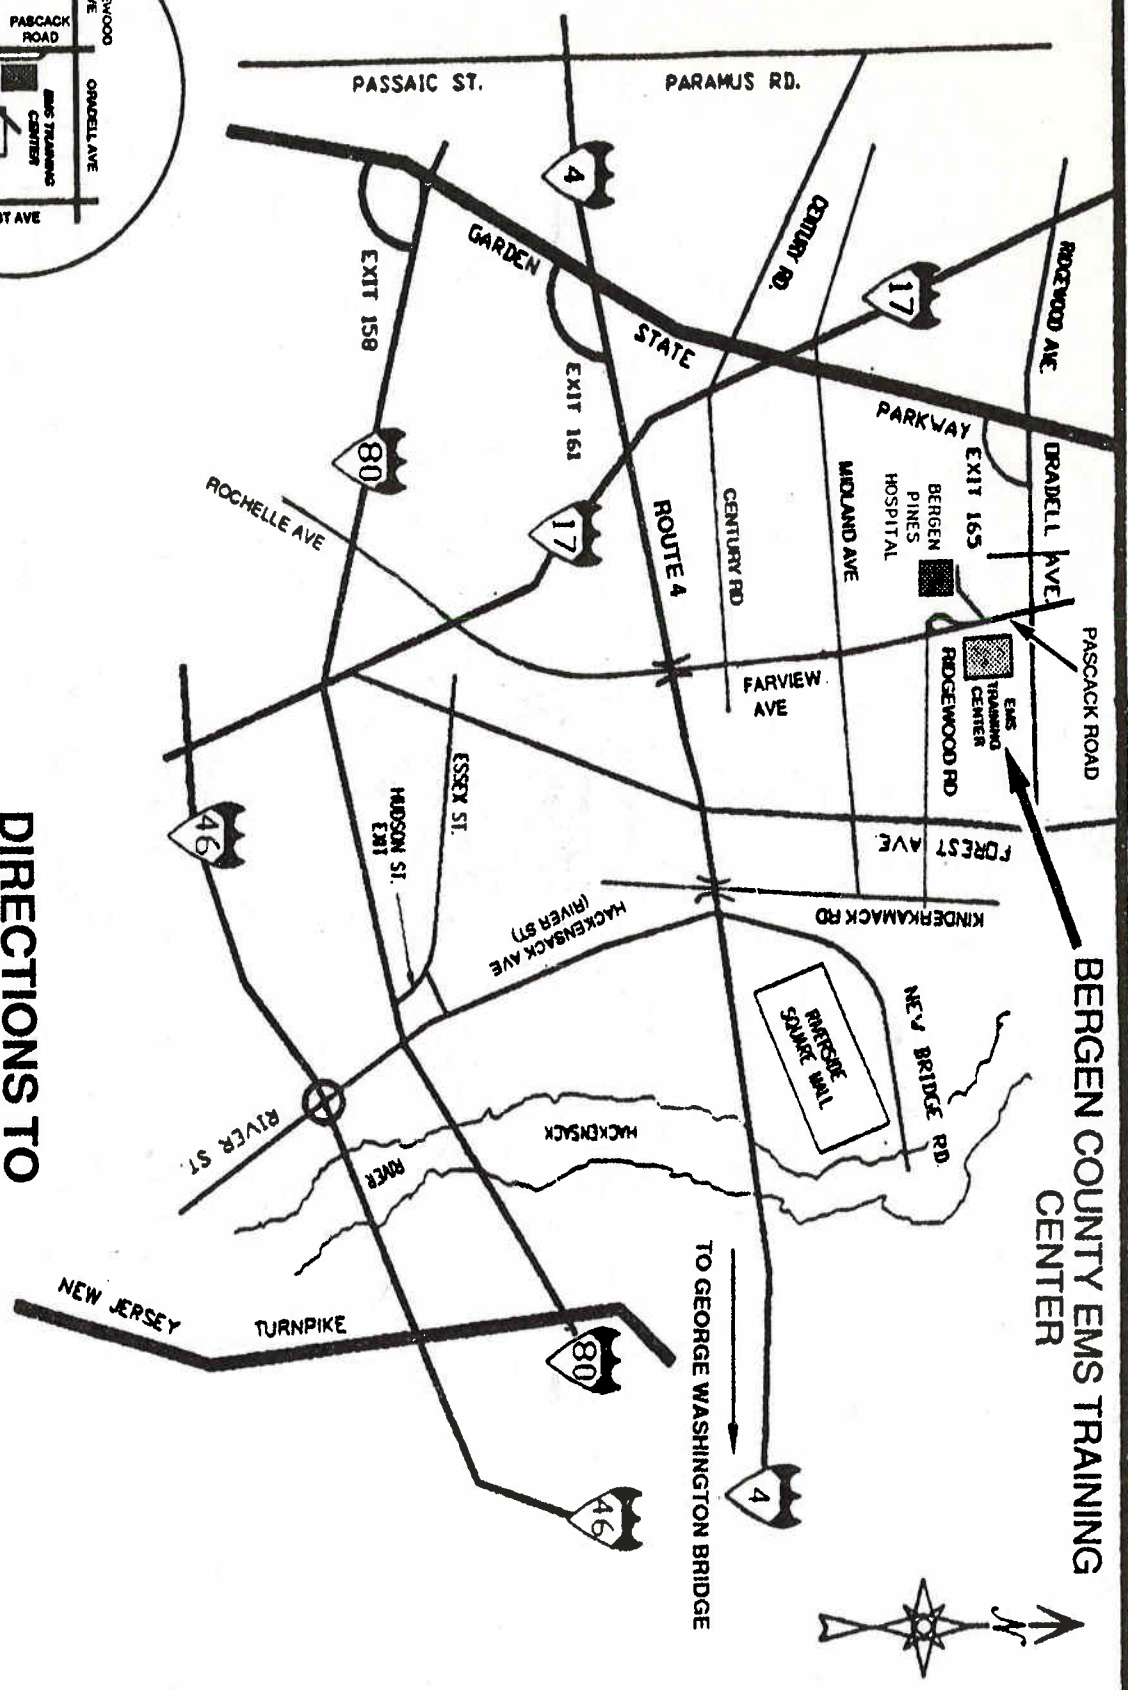 BERGEN COUNTY EMS TRAINING
CENTER
PASCACK ROAD
RIDGEWOOD AVE.
ORADELL AVE.
17
PARKWAY
EXIT 165
BERGEN
PINES
HOSPITAL
EMS
TRAINING
CENTER
RIDGEWOOD RD
FOREST AVE
KINDERKAMACK RD
NEW BRIDGE RD.
RIVERSIDE
SQUARE MALL
CENTURY RD.
MIDLAND AVE
CENTURY RD
FARVIEW
AVE
PARAMUS RD.
PASSAIC ST.
4
GARDEN
STATE
EXIT 161
ROUTE 4
17
EXIT 158
80
ROCHELLE AVE
ESSEX ST.
HUDSON ST.
EXIT
HACKENSACK AVE
(RIVER ST)
HACKENSACK
RIVER
RIVER ST.
46
TO GEORGE WASHINGTON BRIDGE
4
80
46
NEW JERSEY
TURNPIKE
N
DIRECTIONS TO
PASCACK
ROAD
ORADELL AVE
EMS TRAINING
CENTER